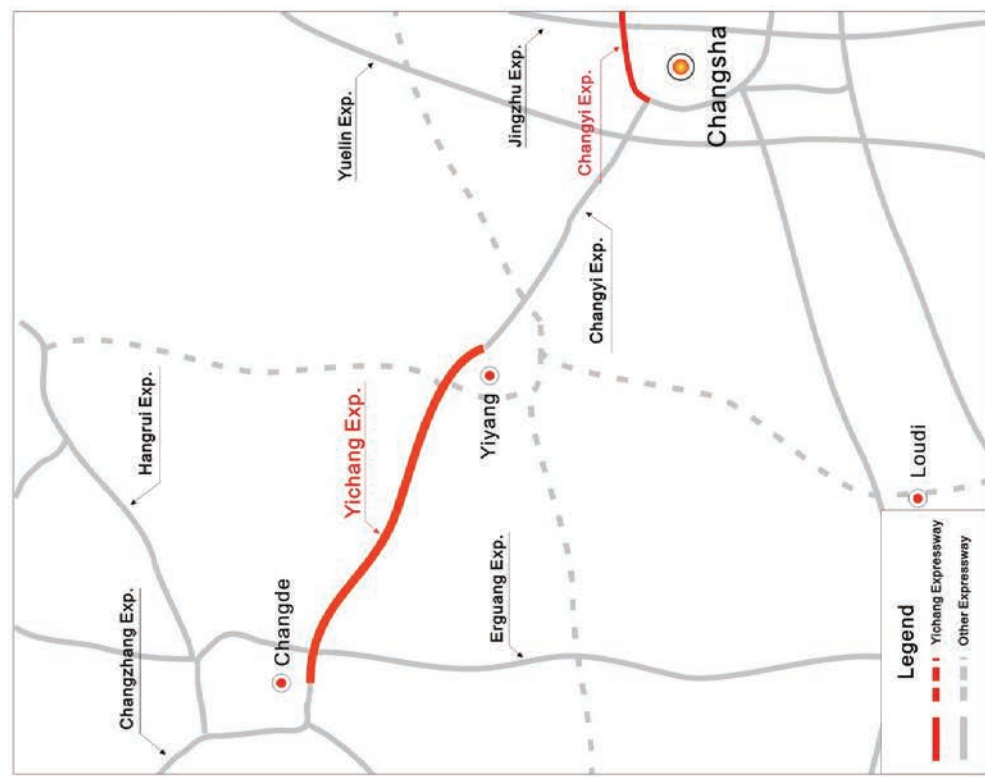 Changzhang Exp.
Hangrui Exp.
Changde
Yuelin Exp.
Yichang Exp.
Yiyang
Erguang Exp.
Jingzhu Exp.
Changyi Exp.
Changyi Exp.
Changsha
Loudi
Legend
Yichang Expressway
Other Expressway